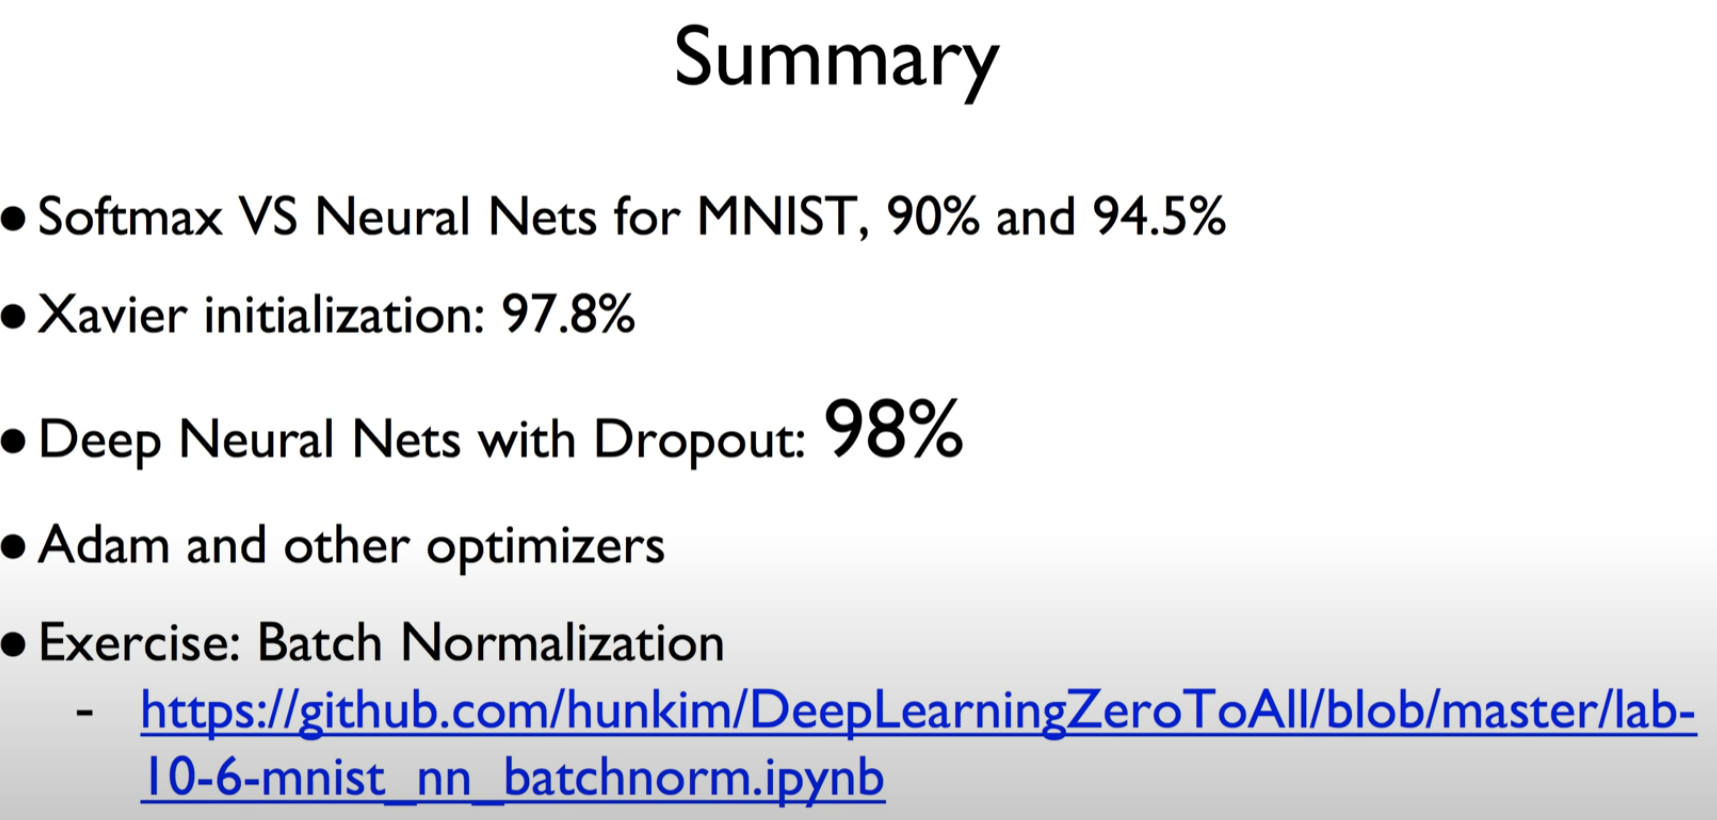 Summary
● Softmax VS Neural Nets for MNIST, 90% and 94.5%
● Xavier initialization: 97.8%
● Deep Neural Nets with Dropout: 98%
● Adam and other optimizers
● Exercise: Batch Normalization
- https://github.com/hunkim/DeepLearningZeroToAll/blob/master/lab-
10-6-mnist_nn_batchnorm.ipynb